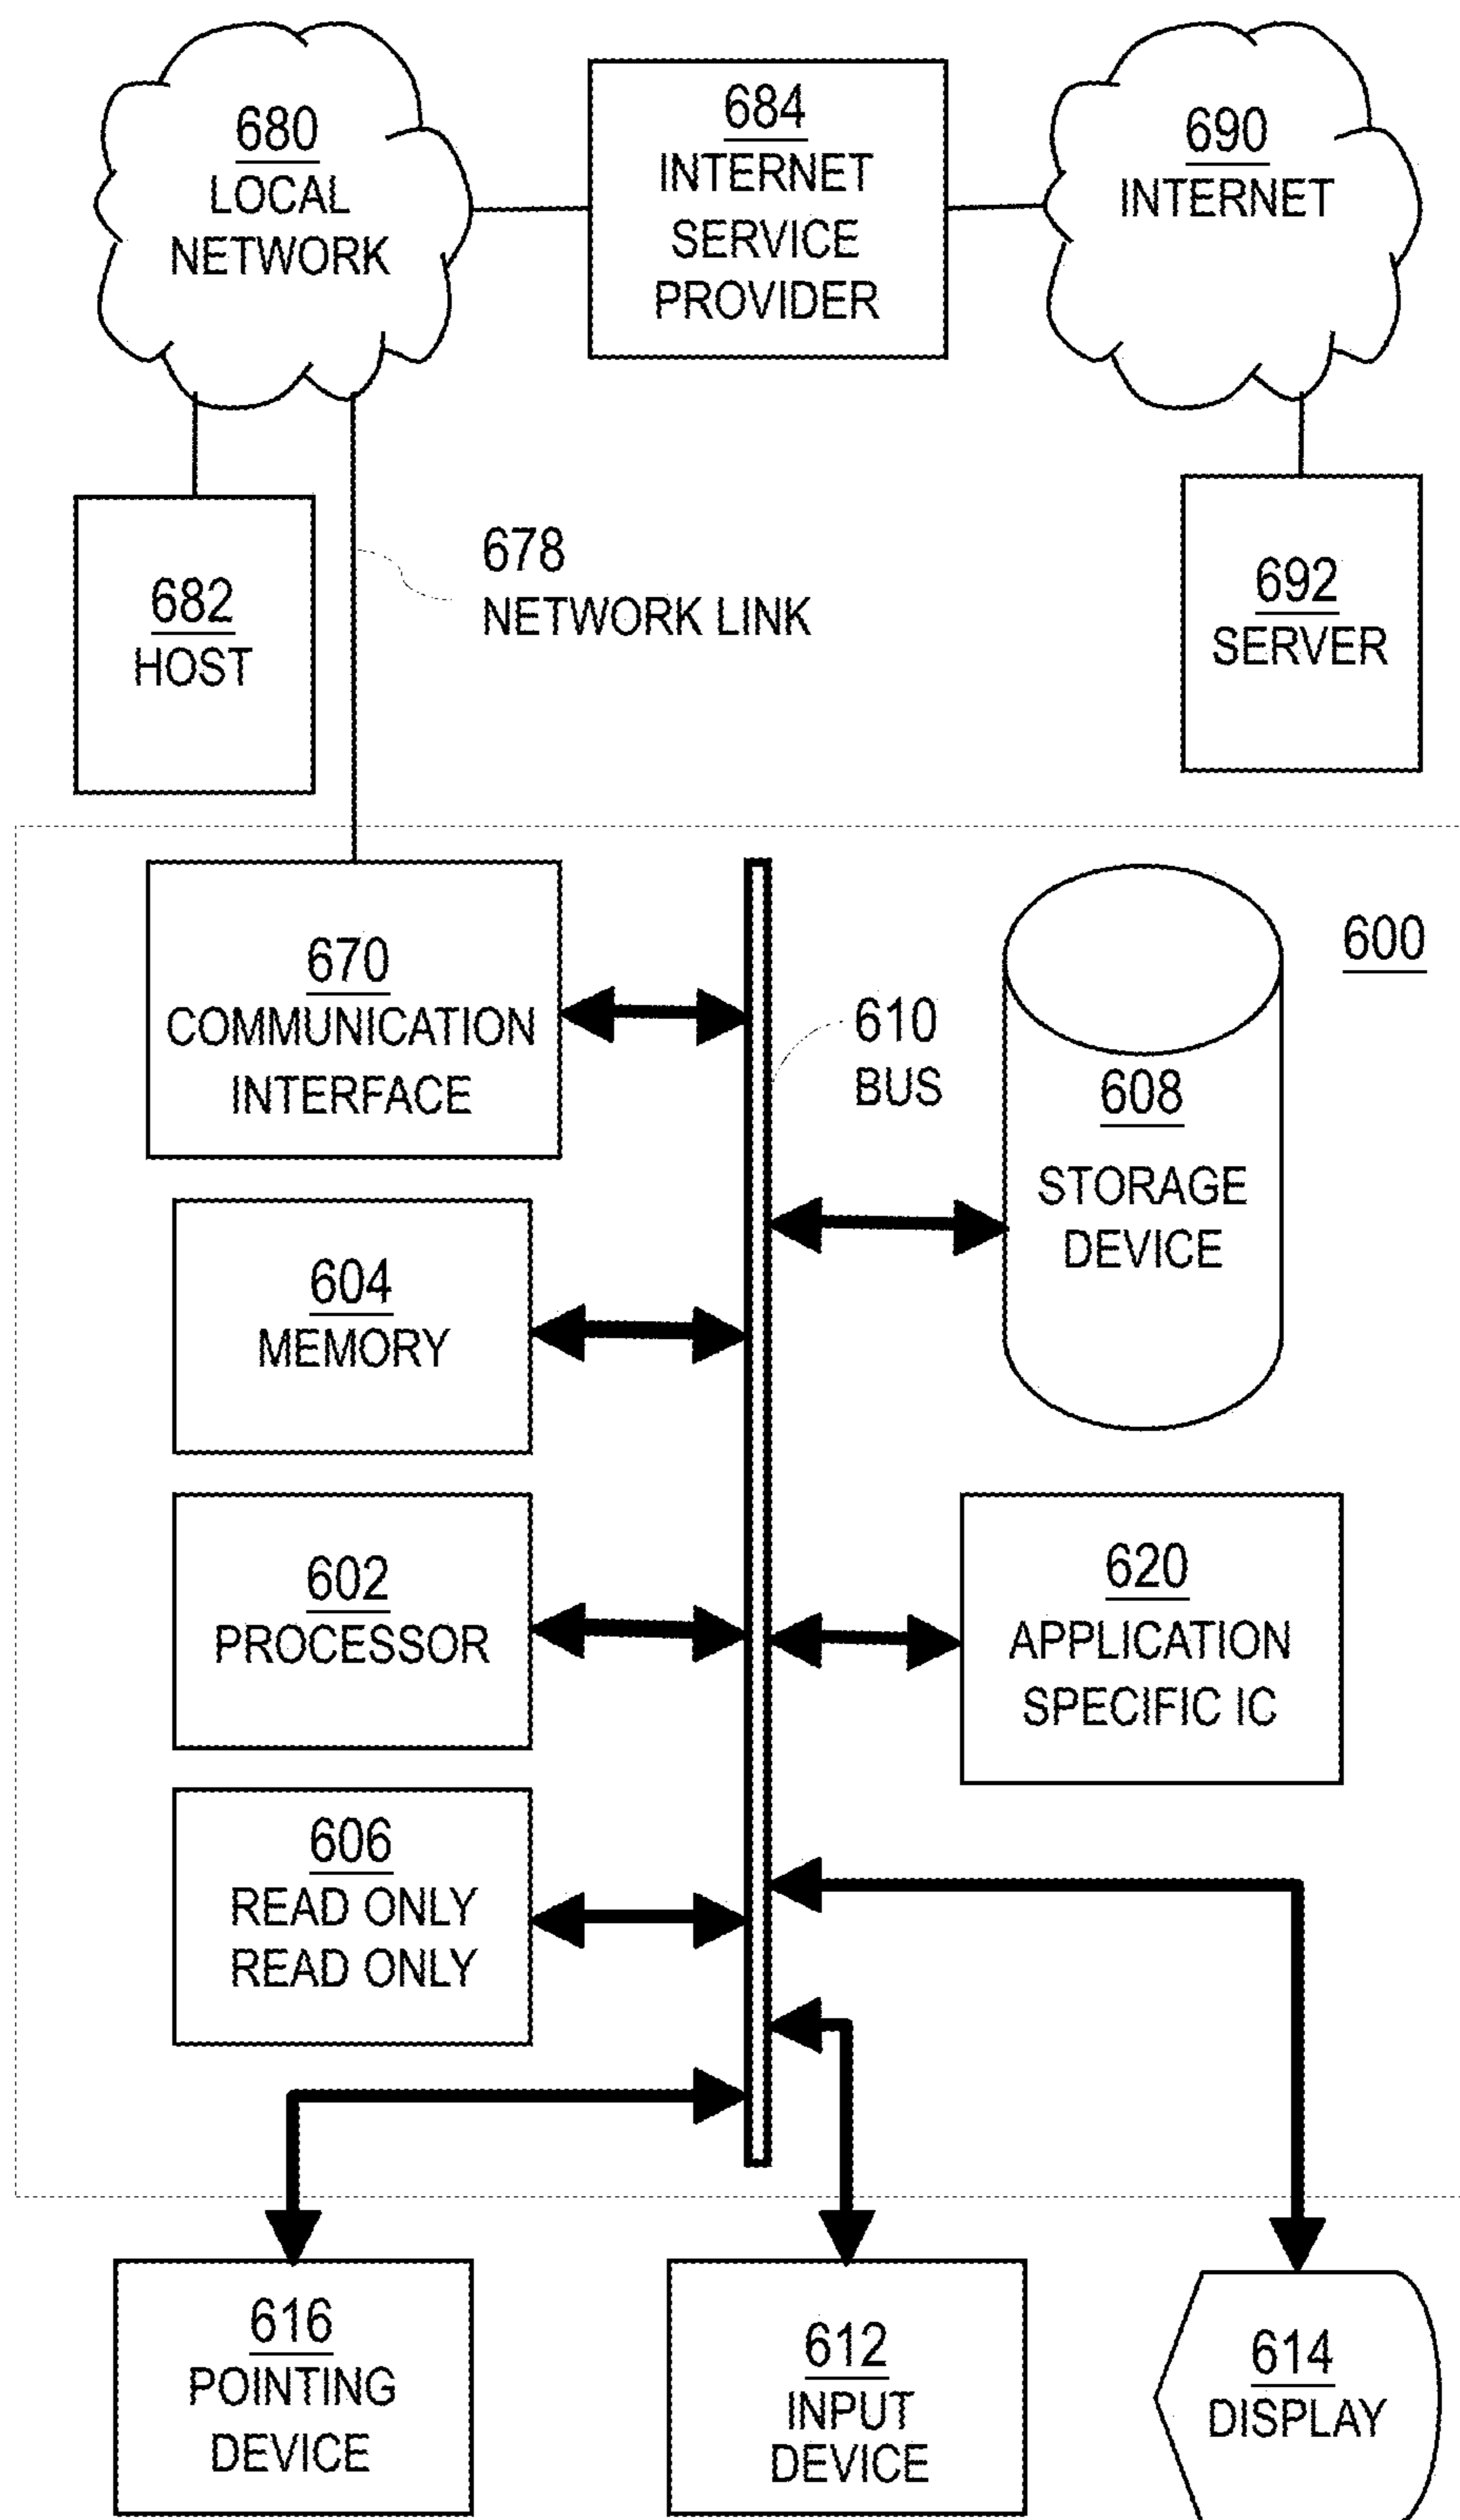 680
LOCAL
NETWORK
684
INTERNET
SERVICE
PROVIDER
690
INTERNET
682
HOST
678
NETWORK LINK
692
SERVER
670
COMMUNICATION
INTERFACE
610
BUS
600
608
STORAGE
DEVICE
604
MEMORY
602
PROCESSOR
620
APPLICATION
SPECIFIC IC
606
READ ONLY
READ ONLY
616
POINTING
DEVICE
612
INPUT
DEVICE
614
DISPLAY